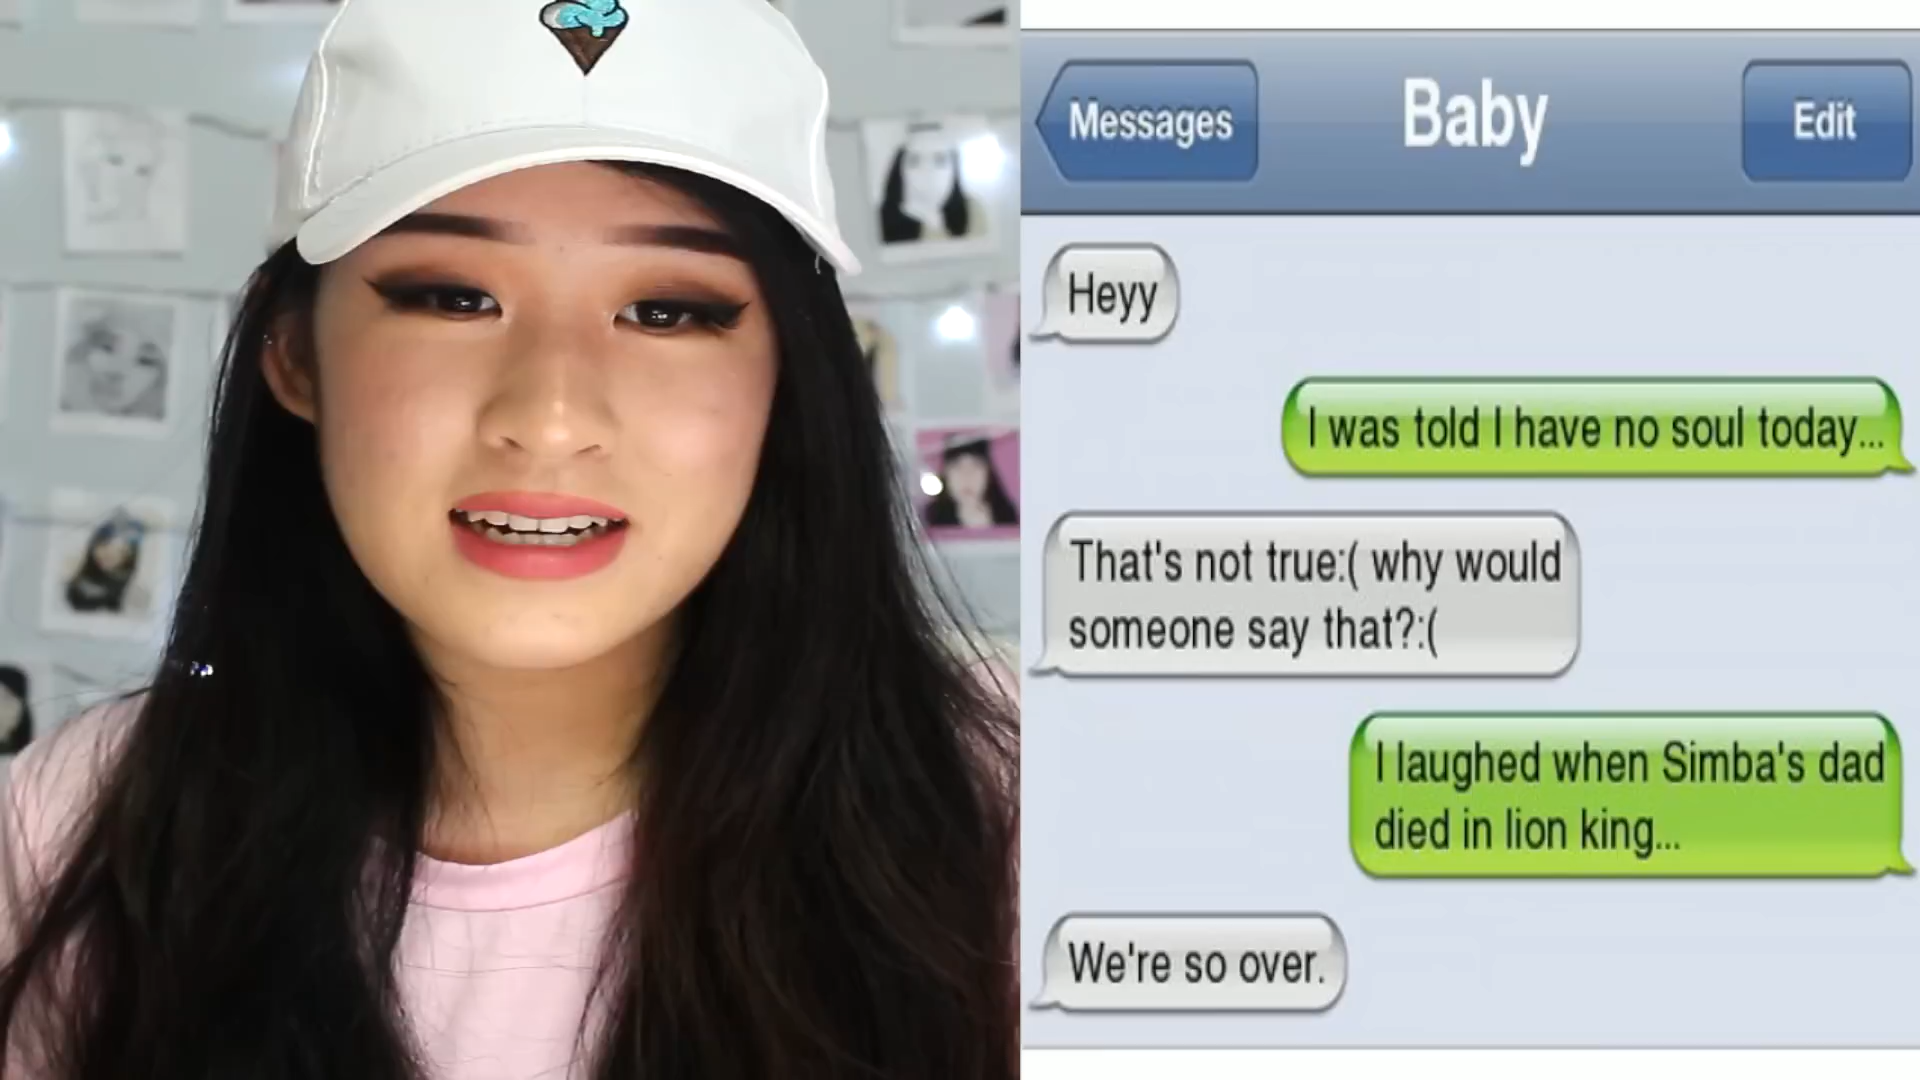 Messages
Baby
Edit
Heyy
I was told I have no soul today...
That's not true:( why would
someone say that?:(
I laughed when Simba's dad
died in lion king...
We're so over.